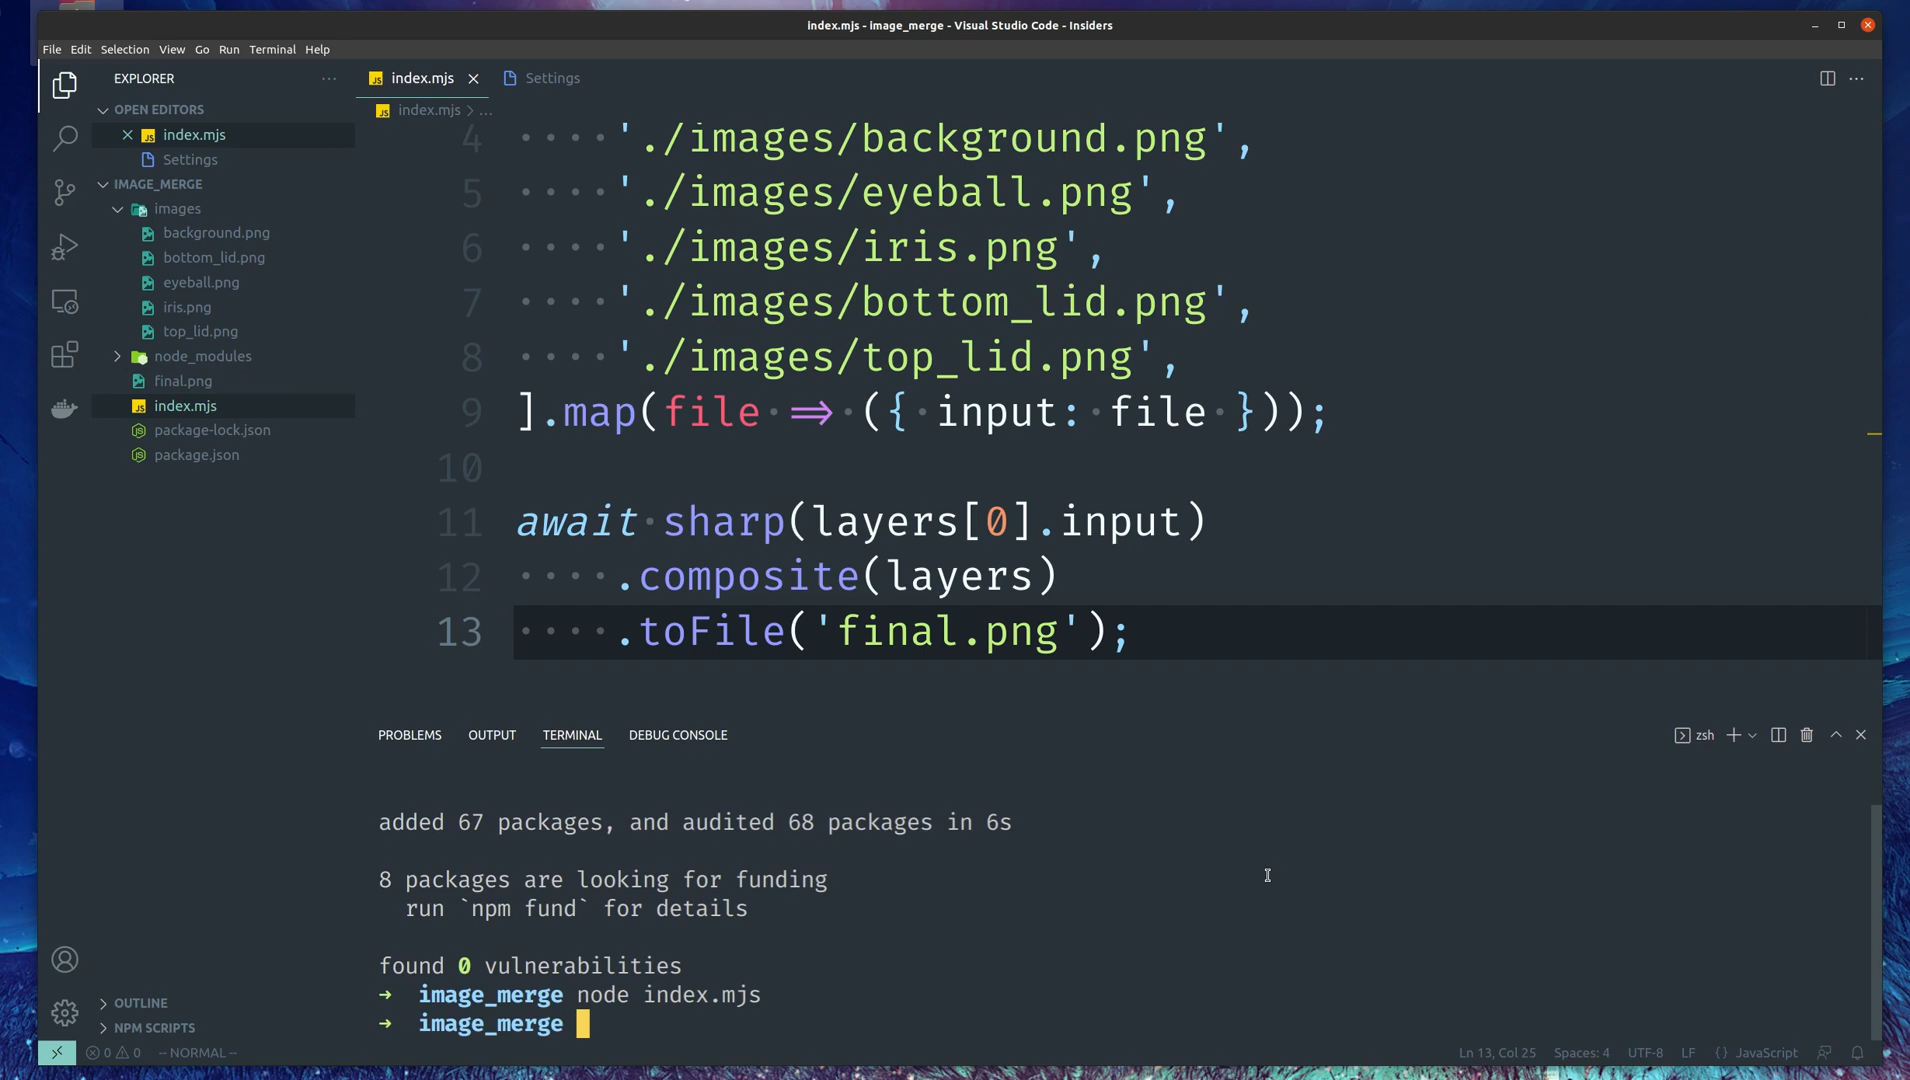 index.mjs - image_merge - Visual Studio Code - Insiders
File Edit Selection View Go Run Terminal Help
EXPLORER
OPEN EDITORS
index.mjs
Settings
IMAGE_MERGE
images
background.png
bottom_lid.png
eyeball.png
iris.png
top_lid.png
node_modules
final.png
index.mjs
package-lock.json
package.json
OUTLINE
NPM SCRIPTS
index.mjs Settings
index.mjs > ...
4 './images/background.png',
5 './images/eyeball.png',
6 './images/iris.png',
7 './images/bottom_lid.png',
8 './images/top_lid.png',
9 ].map(file => ({ input: file }));
10
11 await sharp(layers[0].input)
12 .composite(layers)
13 .toFile('final.png');
PROBLEMS OUTPUT TERMINAL DEBUG CONSOLE zsh
added 67 packages, and audited 68 packages in 6s
8 packages are looking for funding
run `npm fund` for details
found 0 vulnerabilities
➜ image_merge node index.mjs
➜ image_merge
0 0 -- NORMAL -- Ln 13, Col 25 Spaces: 4 UTF-8 LF {} JavaScript